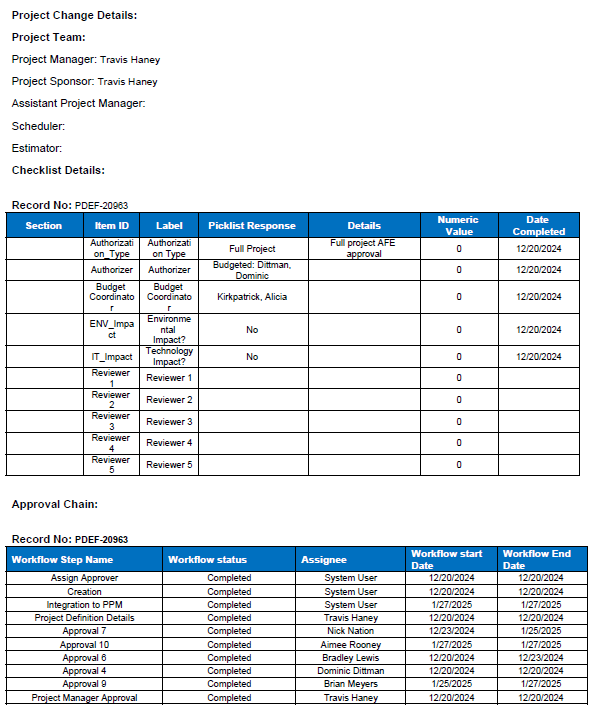 Project Change Details:
Project Team:
Project Manager: Travis Haney
Project Sponsor: Travis Haney
Assistant Project Manager:
Scheduler:
Estimator:
Checklist Details:
Record No: PDEF-20963
Section Item ID Label Picklist Response Details Numeric Value Date Completed
Authorizati on_Type Authorizati on Type Full Project Full project AFE approval 0 12/20/2024
Authorizer Authorizer Budgeted: Dittman, Dominic 0 12/20/2024
Budget Coordinato r Budget Coordinato r Kirkpatrick, Alicia 0 12/20/2024
ENV_Impa ct Environme ntal Impact? No 0 12/20/2024
IT_Impact Technology Impact? No 0 12/20/2024
Reviewer 1 Reviewer 1 0
Reviewer 2 Reviewer 2 0
Reviewer 3 Reviewer 3 0
Reviewer 4 Reviewer 4 0
Reviewer 5 Reviewer 5 0
Approval Chain:
Record No: PDEF-20963
Workflow Step Name Workflow status Assignee Workflow start Date Workflow End Date
Assign Approver Completed System User 12/20/2024 12/20/2024
Creation Completed System User 12/20/2024 12/20/2024
Integration to PPM Completed System User 1/27/2025 1/27/2025
Project Definition Details Completed Travis Haney 12/20/2024 12/20/2024
Approval 7 Completed Nick Nation 12/23/2024 1/25/2025
Approval 10 Completed Aimee Rooney 1/27/2025 1/27/2025
Approval 6 Completed Bradley Lewis 12/20/2024 12/23/2024
Approval 4 Completed Dominic Dittman 12/20/2024 12/20/2024
Approval 9 Completed Brian Meyers 1/25/2025 1/27/2025
Project Manager Approval Completed Travis Haney 12/20/2024 12/20/2024